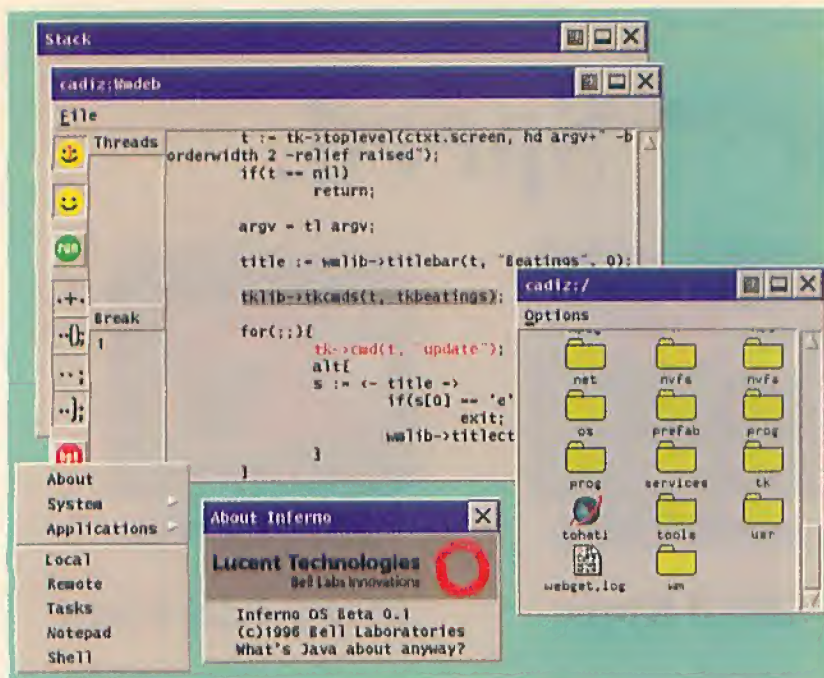 Stack
cadiz:Wmdeb
File
Threads
t := tk->toplevel(ctxt.screen, hd argv+" -b
orderwidth 2 -relief raised");
if(t == nil)
return;
argv = tl argv;
title := wmlib->titlebar(t, "Beatings", 0);
tklib->tkcmds(t, tkbeatings);
for(;;){
tk->cmd(t, "update");
alt{
s := <- title =>
if(s[0] == 'e'
exit;
wmlib->titlect
}
}
run
.+.
Break
1
..{};
..;
..};
cadiz:/
Options
net nvfs nvfs
os prefab prog
prog services tk
tohati tools usr
webget.log wm
About
System
Applications
Local
Remote
Tasks
Notepad
Shell
About Inferno
Lucent Technologies
Bell Labs Innovations
Inferno OS Beta 0.1
(c)1996 Bell Laboratories
What's Java about anyway?